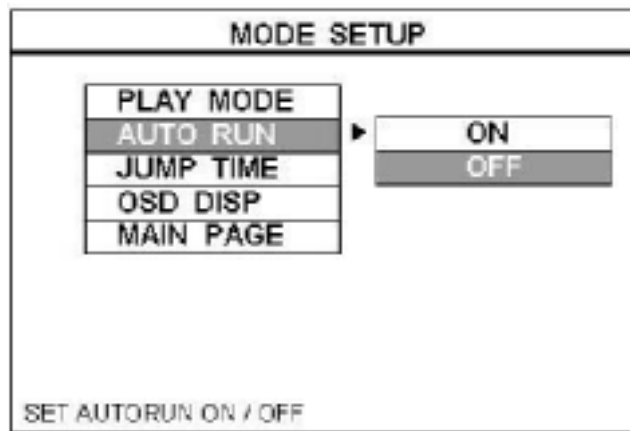 MODE SETUP
PLAY MODE
AUTO RUN
ON
JUMP TIME
OFF
OSD DISP
MAIN PAGE
SET AUTORUN ON / OFF